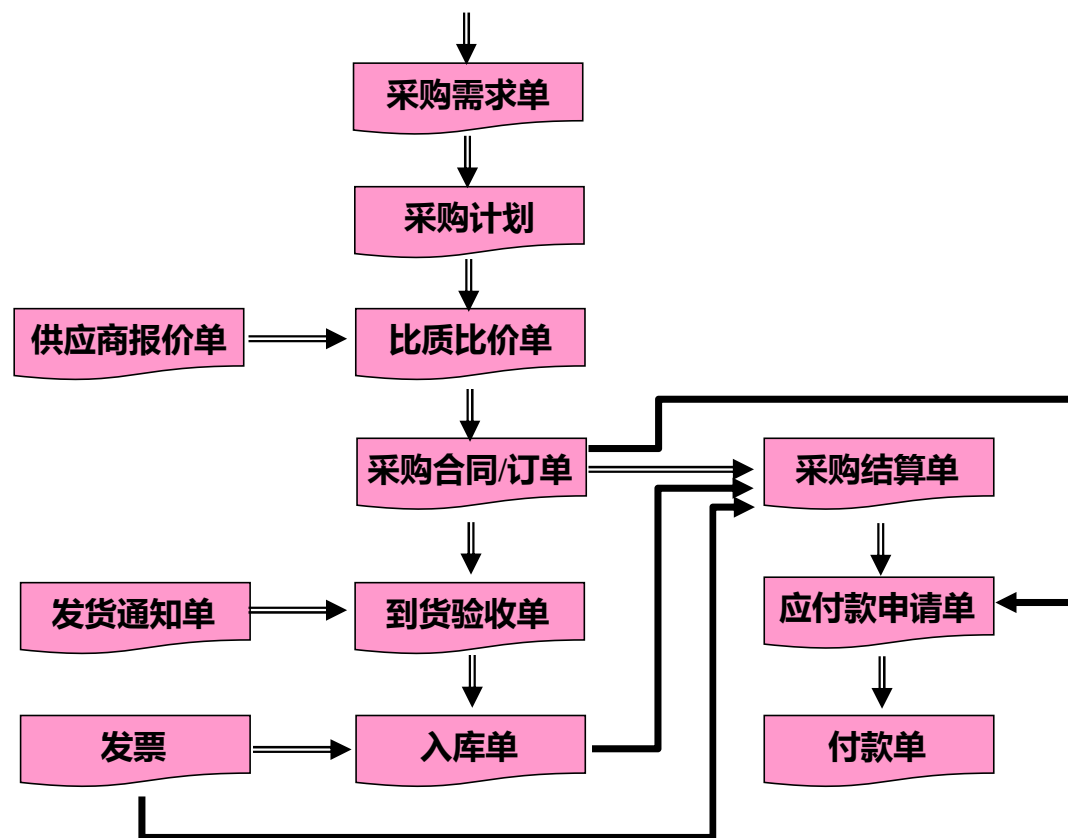 采购需求单
采购计划
供应商报价单
比质比价单
采购合同/订单
采购结算单
发货通知单
到货验收单
应付款申请单
发票
入库单
付款单